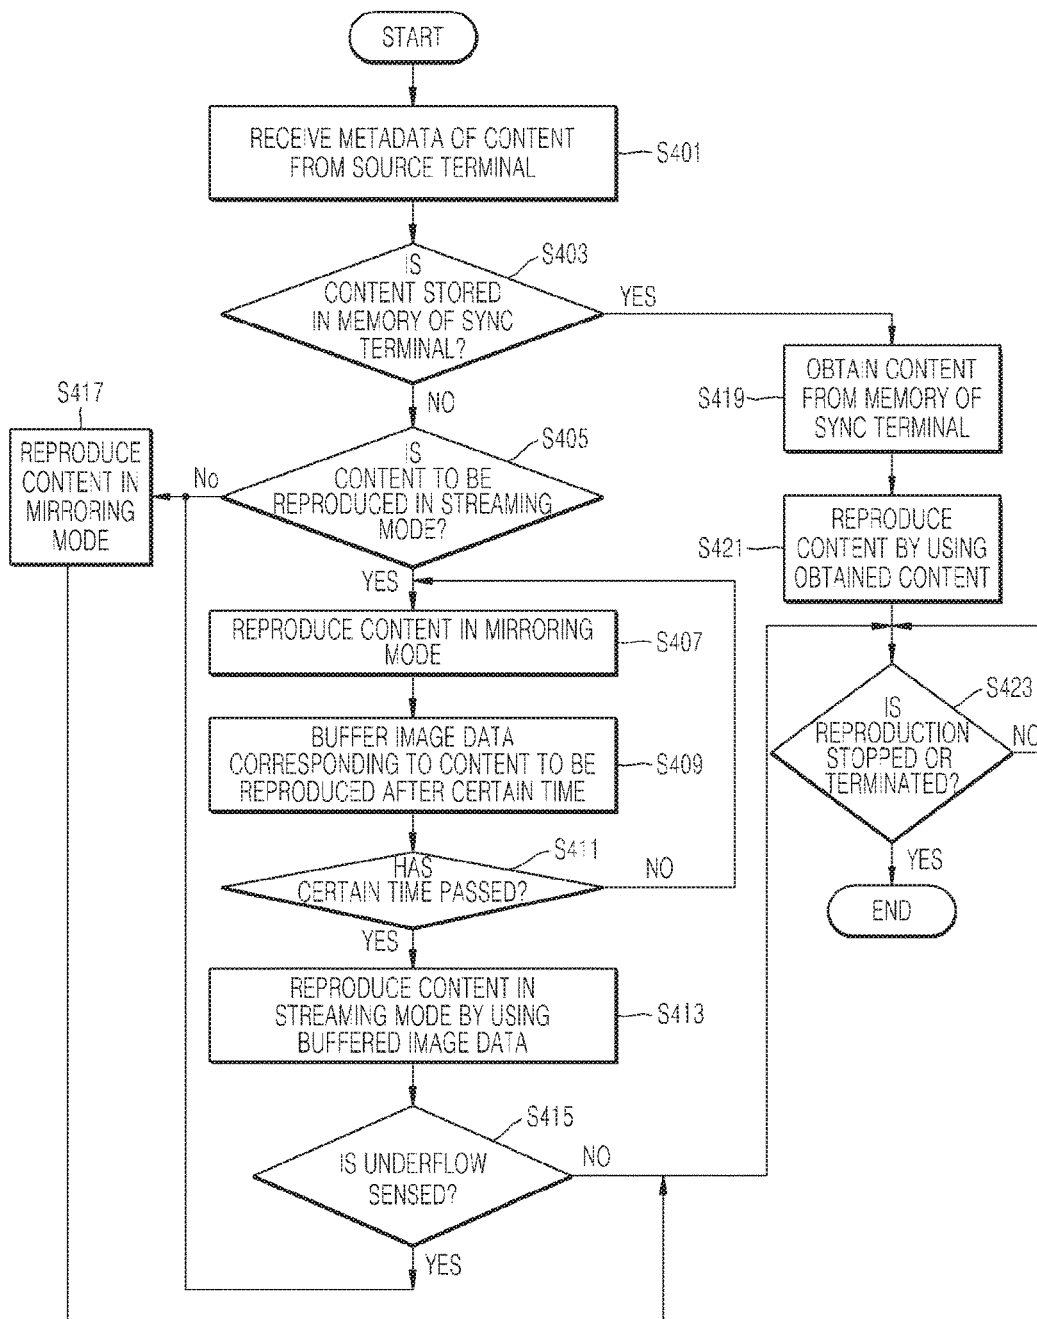 START
RECEIVE METADATA OF CONTENT
FROM SOURCE TERMINAL
S401
IS
CONTENT STORED
IN MEMORY OF SYNC
TERMINAL?
S403
YES
NO
OBTAIN CONTENT
FROM MEMORY OF
SYNC TERMINAL
S419
S417
REPRODUCE
CONTENT IN
MIRRORING
MODE
No
IS
CONTENT TO BE
REPRODUCED IN STREAMING
MODE?
S405
YES
REPRODUCE
CONTENT BY USING
OBTAINED CONTENT
S421
REPRODUCE CONTENT IN MIRRORING
MODE
S407
BUFFER IMAGE DATA
CORRESPONDING TO CONTENT TO BE
REPRODUCED AFTER CERTAIN TIME
S409
IS
REPRODUCTION
STOPPED OR
TERMINATED?
S423
NO
YES
END
HAS
CERTAIN TIME PASSED?
S411
NO
YES
REPRODUCE CONTENT IN
STREAMING MODE BY USING
BUFFERED IMAGE DATA
S413
IS UNDERFLOW
SENSED?
S415
NO
YES